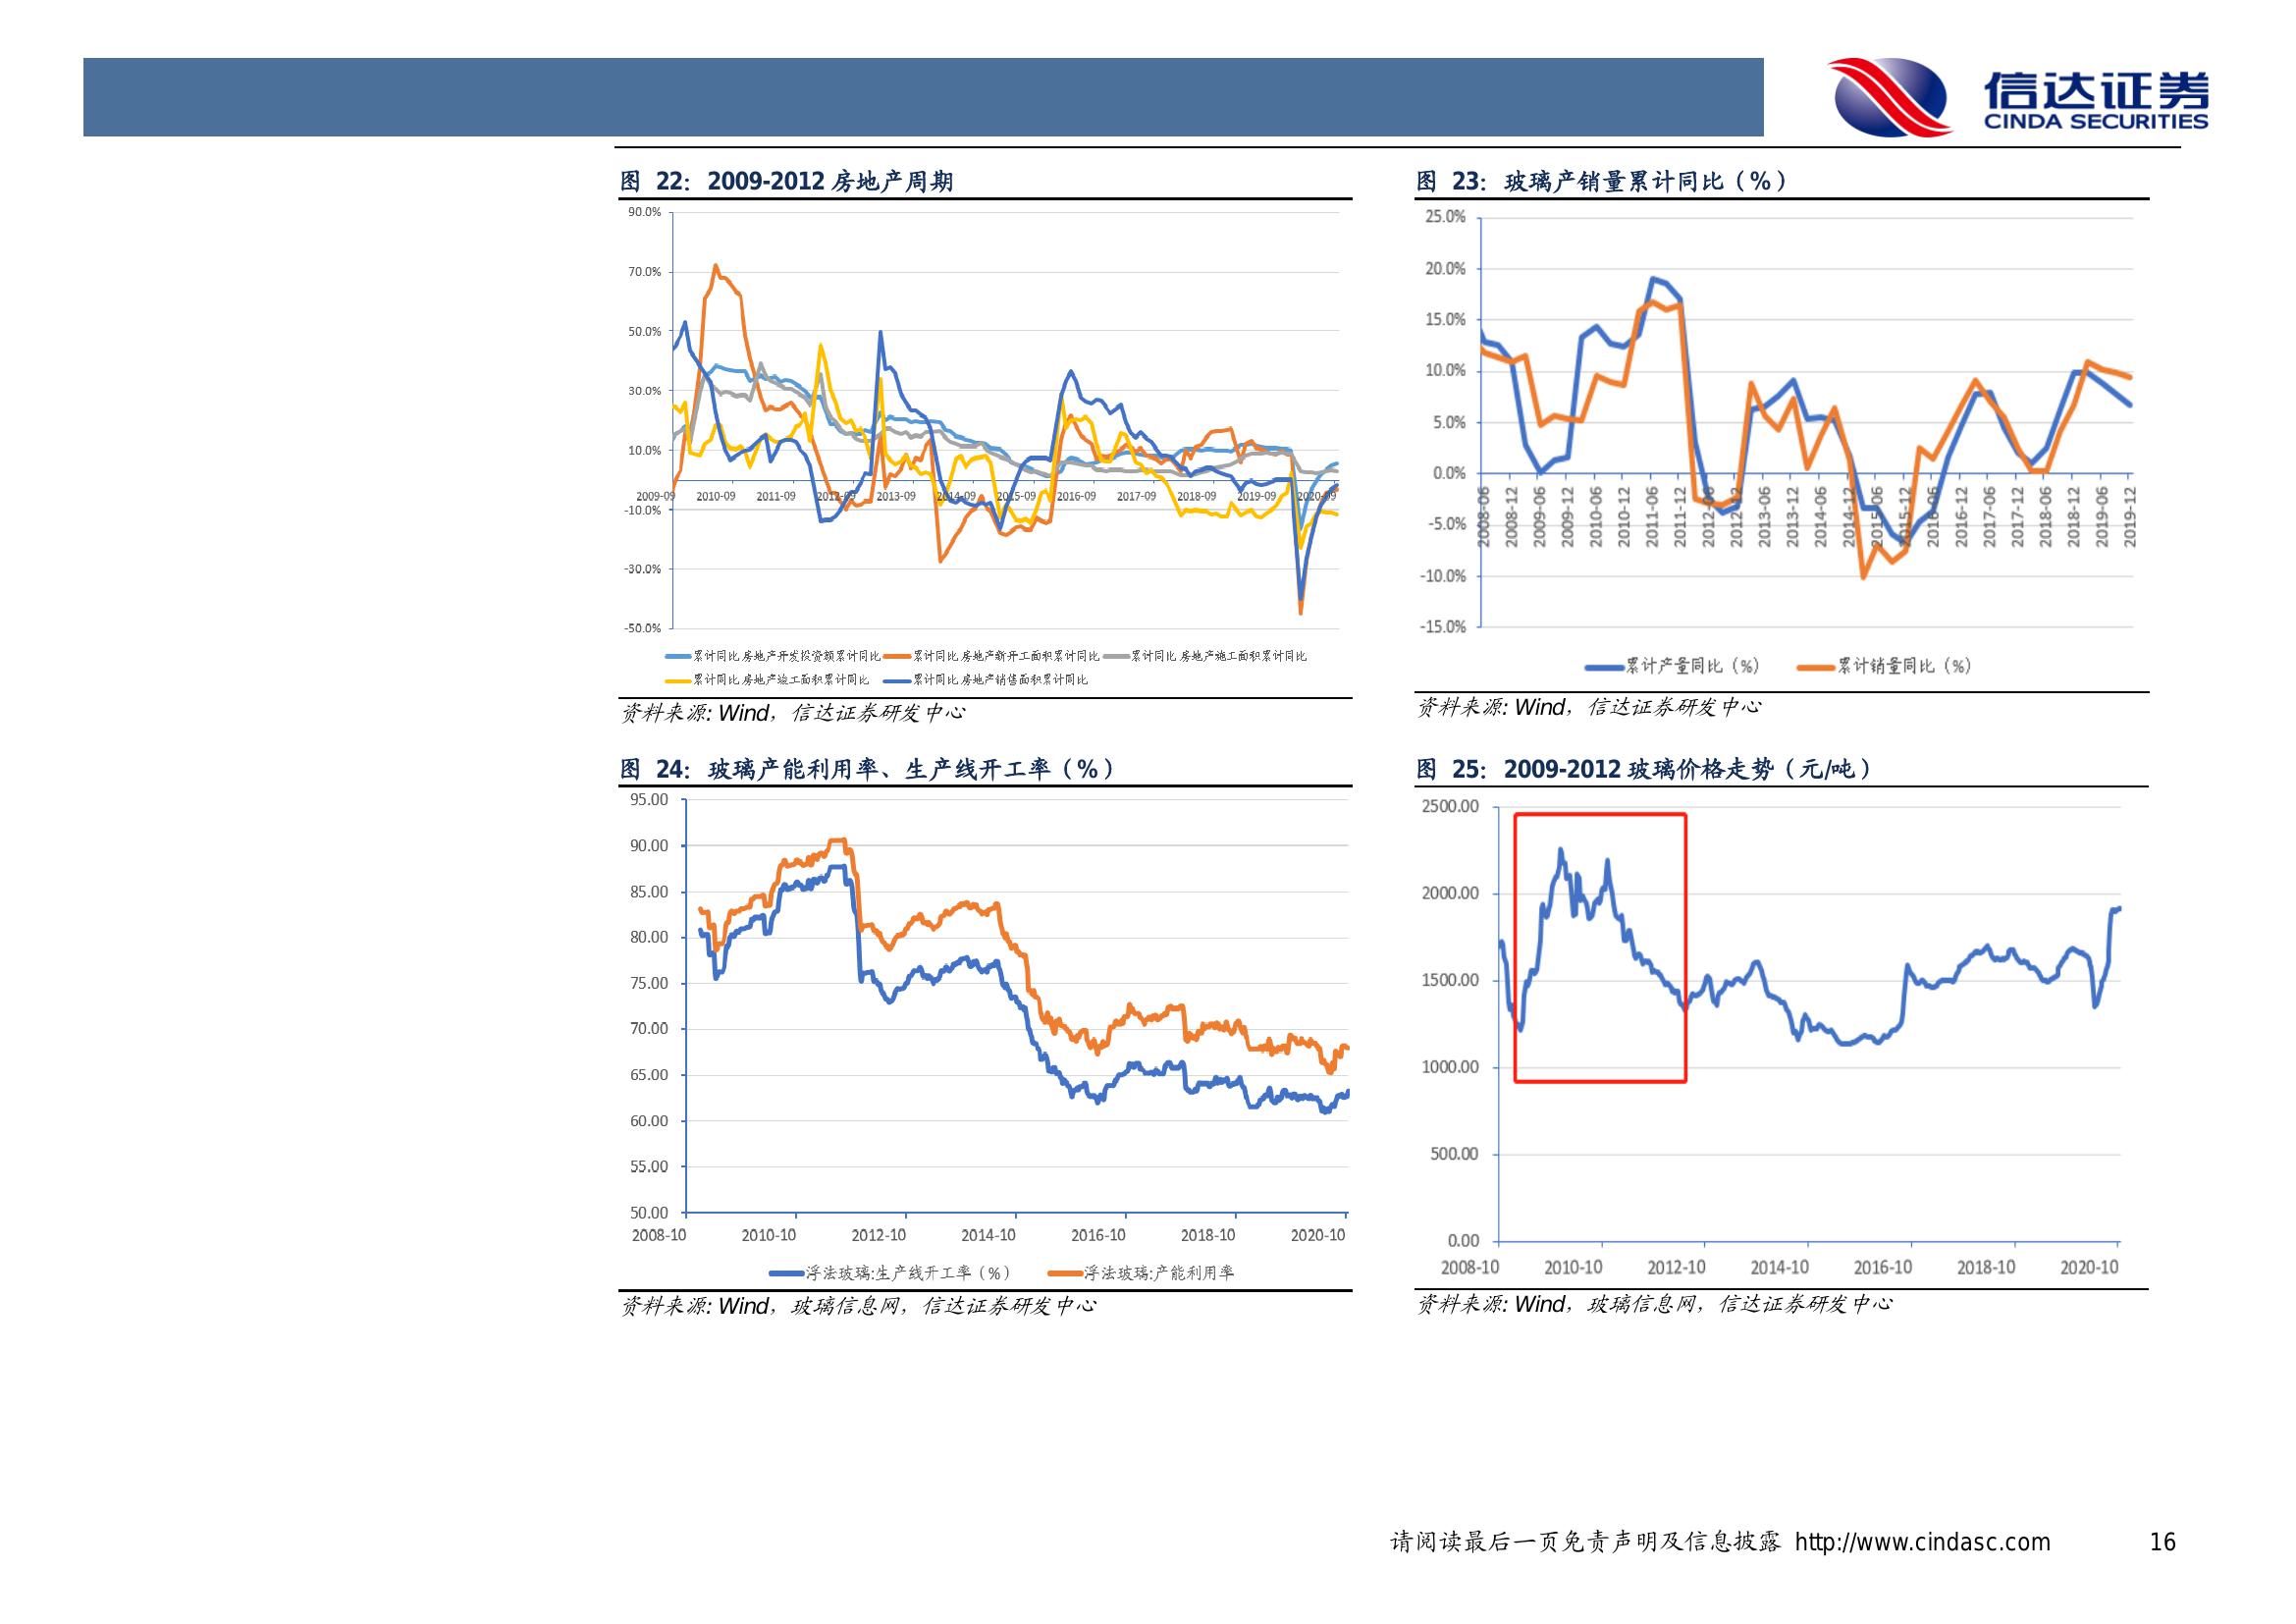 信达证券
CINDA SECURITIES
图 22：2009-2012 房地产周期
90.0%
70.0%
50.0%
30.0%
10.0%
-10.0%
-30.0%
-50.0%
2009-09 2010-09 2011-09 2012-09 2013-09 2014-09 2015-09 2016-09 2017-09 2018-09 2019-09 2020-09
累计同比 房地产开发投资额累计同比 累计同比 房地产新开工面积累计同比 累计同比 房地产施工面积累计同比
累计同比 房地产竣工面积累计同比 累计同比 房地产销售面积累计同比
资料来源: Wind，信达证券研发中心
图 23：玻璃产销量累计同比（%）
25.0%
20.0%
15.0%
10.0%
5.0%
0.0%
-5.0%
-10.0%
-15.0%
2008-06 2008-12 2009-06 2009-12 2010-06 2010-12 2011-06 2011-12 2012-06 2012-12 2013-06 2013-12 2014-06 2014-12 2015-06 2015-12 2016-06 2016-12 2017-06 2017-12 2018-06 2018-12 2019-06 2019-12
累计产量同比（%） 累计销量同比（%）
资料来源: Wind，信达证券研发中心
图 24：玻璃产能利用率、生产线开工率（%）
95.00
90.00
85.00
80.00
75.00
70.00
65.00
60.00
55.00
50.00
2008-10 2010-10 2012-10 2014-10 2016-10 2018-10 2020-10
浮法玻璃:生产线开工率（%） 浮法玻璃:产能利用率
资料来源: Wind，玻璃信息网，信达证券研发中心
图 25：2009-2012 玻璃价格走势（元/吨）
2500.00
2000.00
1500.00
1000.00
500.00
0.00
2008-10 2010-10 2012-10 2014-10 2016-10 2018-10 2020-10
资料来源: Wind，玻璃信息网，信达证券研发中心
请阅读最后一页免责声明及信息披露 http://www.cindasc.com 16